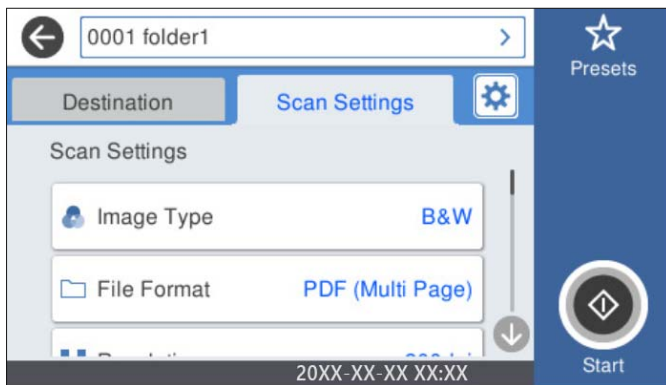 0001 folder1
Presets
Destination
Scan Settings
Scan Settings
Image Type
B&W
File Format
PDF (Multi Page)
20XX-XX-XX XX:XX
Start